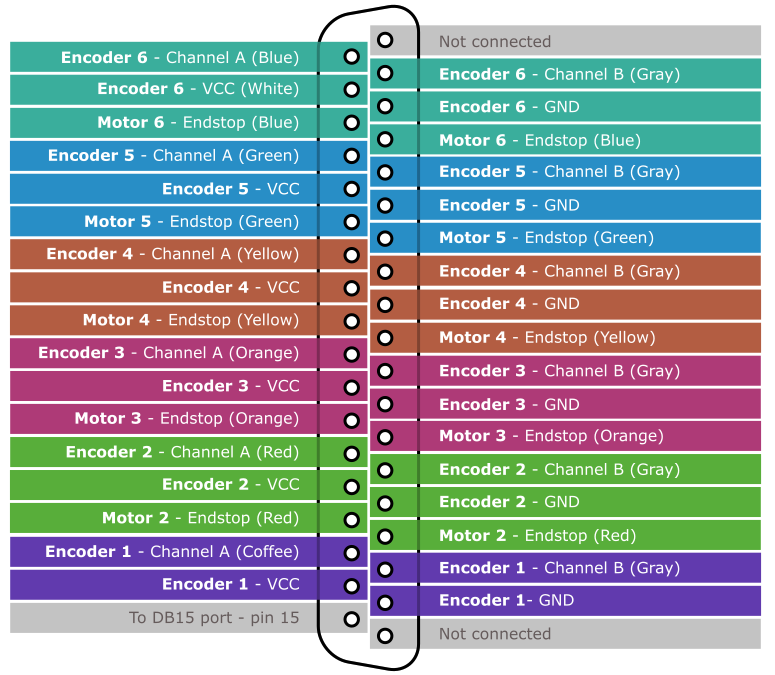 Not connected
Encoder 6 - Channel A (Blue)
Encoder 6 - Channel B (Gray)
Encoder 6 - VCC (White)
Encoder 6 - GND
Motor 6 - Endstop (Blue)
Motor 6 - Endstop (Blue)
Encoder 5 - Channel A (Green)
Encoder 5 - Channel B (Gray)
Encoder 5 - VCC
Encoder 5 - GND
Motor 5 - Endstop (Green)
Motor 5 - Endstop (Green)
Encoder 4 - Channel A (Yellow)
Encoder 4 - Channel B (Gray)
Encoder 4 - VCC
Encoder 4 - GND
Motor 4 - Endstop (Yellow)
Motor 4 - Endstop (Yellow)
Encoder 3 - Channel A (Orange)
Encoder 3 - Channel B (Gray)
Encoder 3 - VCC
Encoder 3 - GND
Motor 3 - Endstop (Orange)
Motor 3 - Endstop (Orange)
Encoder 2 - Channel A (Red)
Encoder 2 - Channel B (Gray)
Encoder 2 - VCC
Encoder 2 - GND
Motor 2 - Endstop (Red)
Motor 2 - Endstop (Red)
Encoder 1 - Channel A (Coffee)
Encoder 1 - Channel B (Gray)
Encoder 1 - VCC
Encoder 1- GND
To DB15 port - pin 15
Not connected